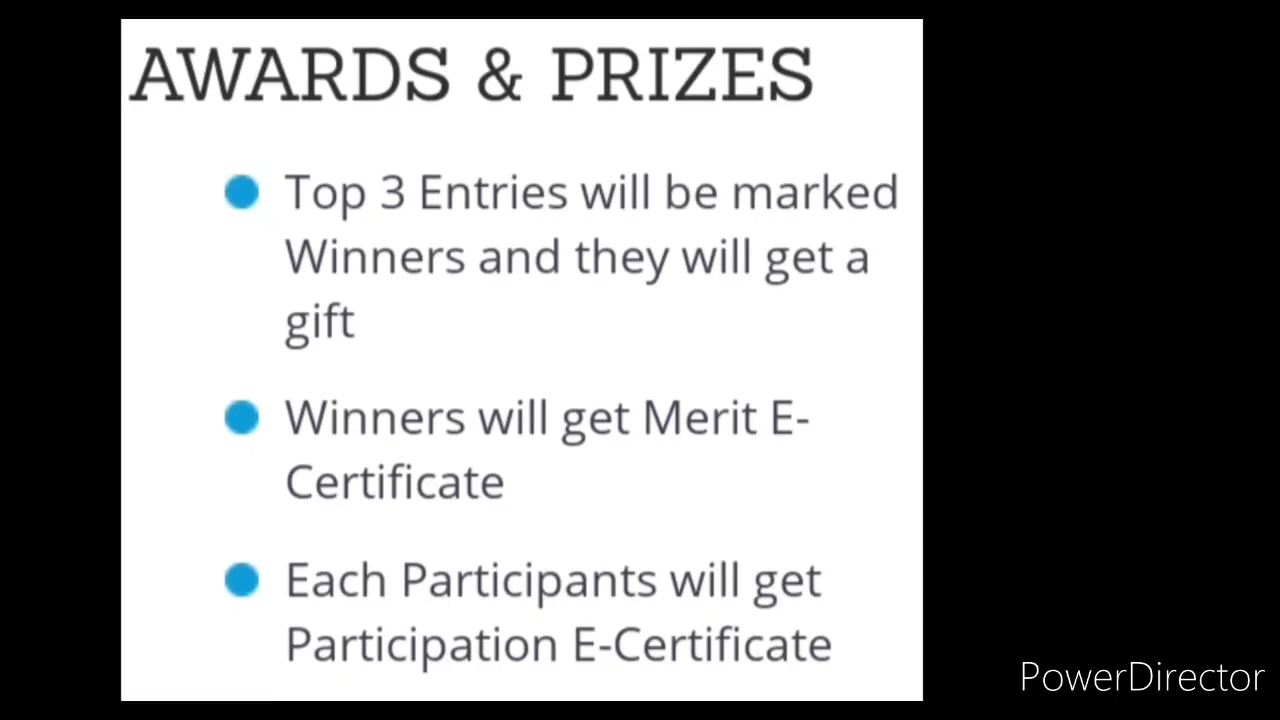 AWARDS & PRIZES
Top 3 Entries will be marked
Winners and they will get a
gift
Winners will get Merit E-
Certificate
Each Participants will get
Participation E-Certificate
PowerDirector